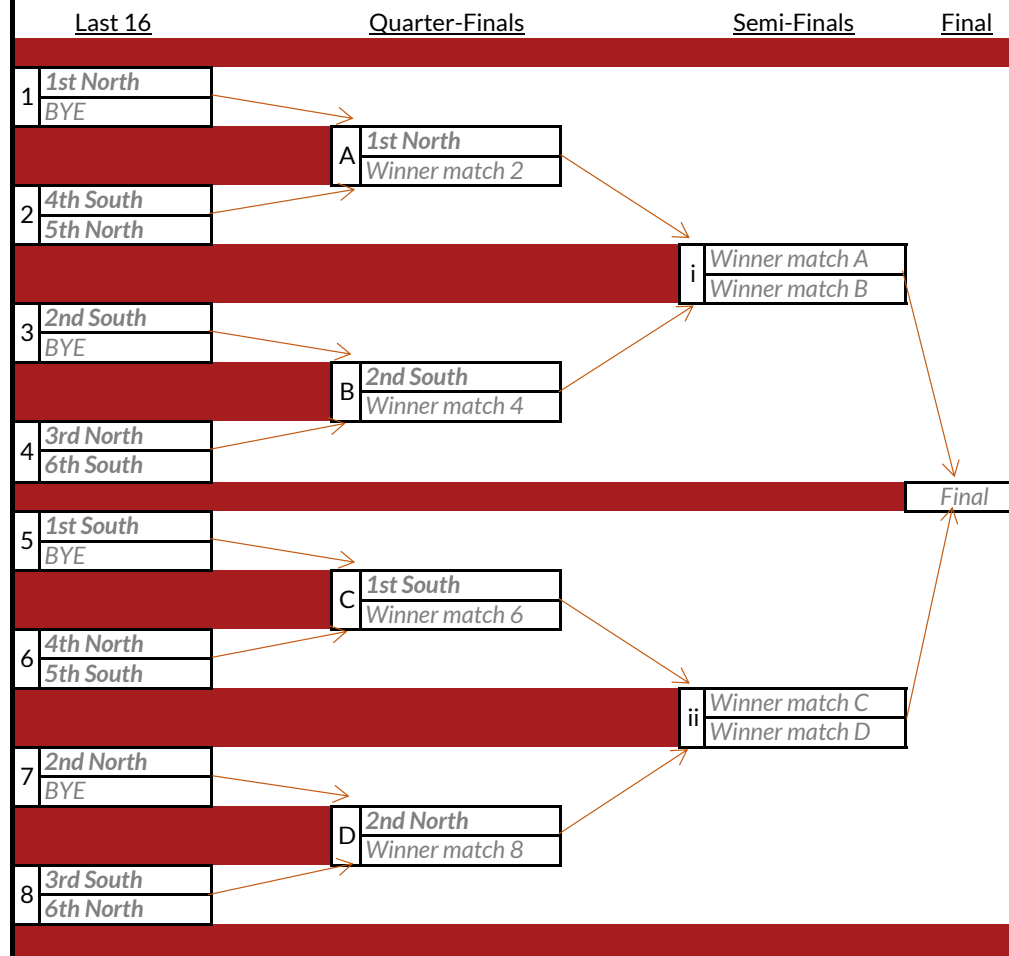 Last 16
Quarter-Finals
Semi-Finals
Final
1
1st North
BYE
A
1st North
Winner match 2
2
4th South
5th North
i
Winner match A
Winner match B
3
2nd South
BYE
B
2nd South
Winner match 4
4
3rd North
6th South
Final
5
1st South
BYE
C
1st South
Winner match 6
6
4th North
5th South
ii
Winner match C
Winner match D
7
2nd North
BYE
D
2nd North
Winner match 8
8
3rd South
6th North